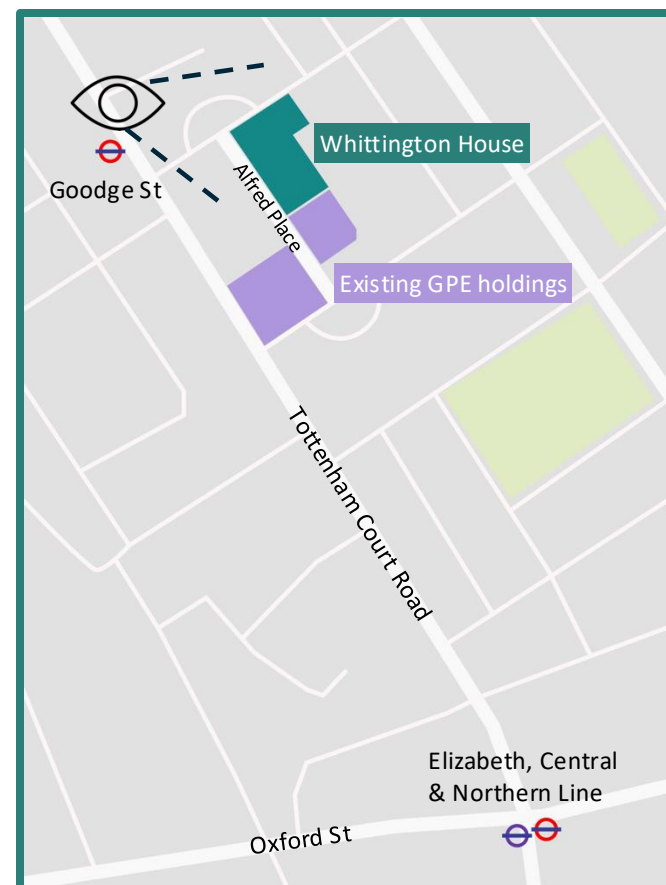 Whittington House
Goodge St
Alfred Place
Existing GPE holdings
Tottenham Court Road
Elizabeth, Central
& Northern Line
Oxford St